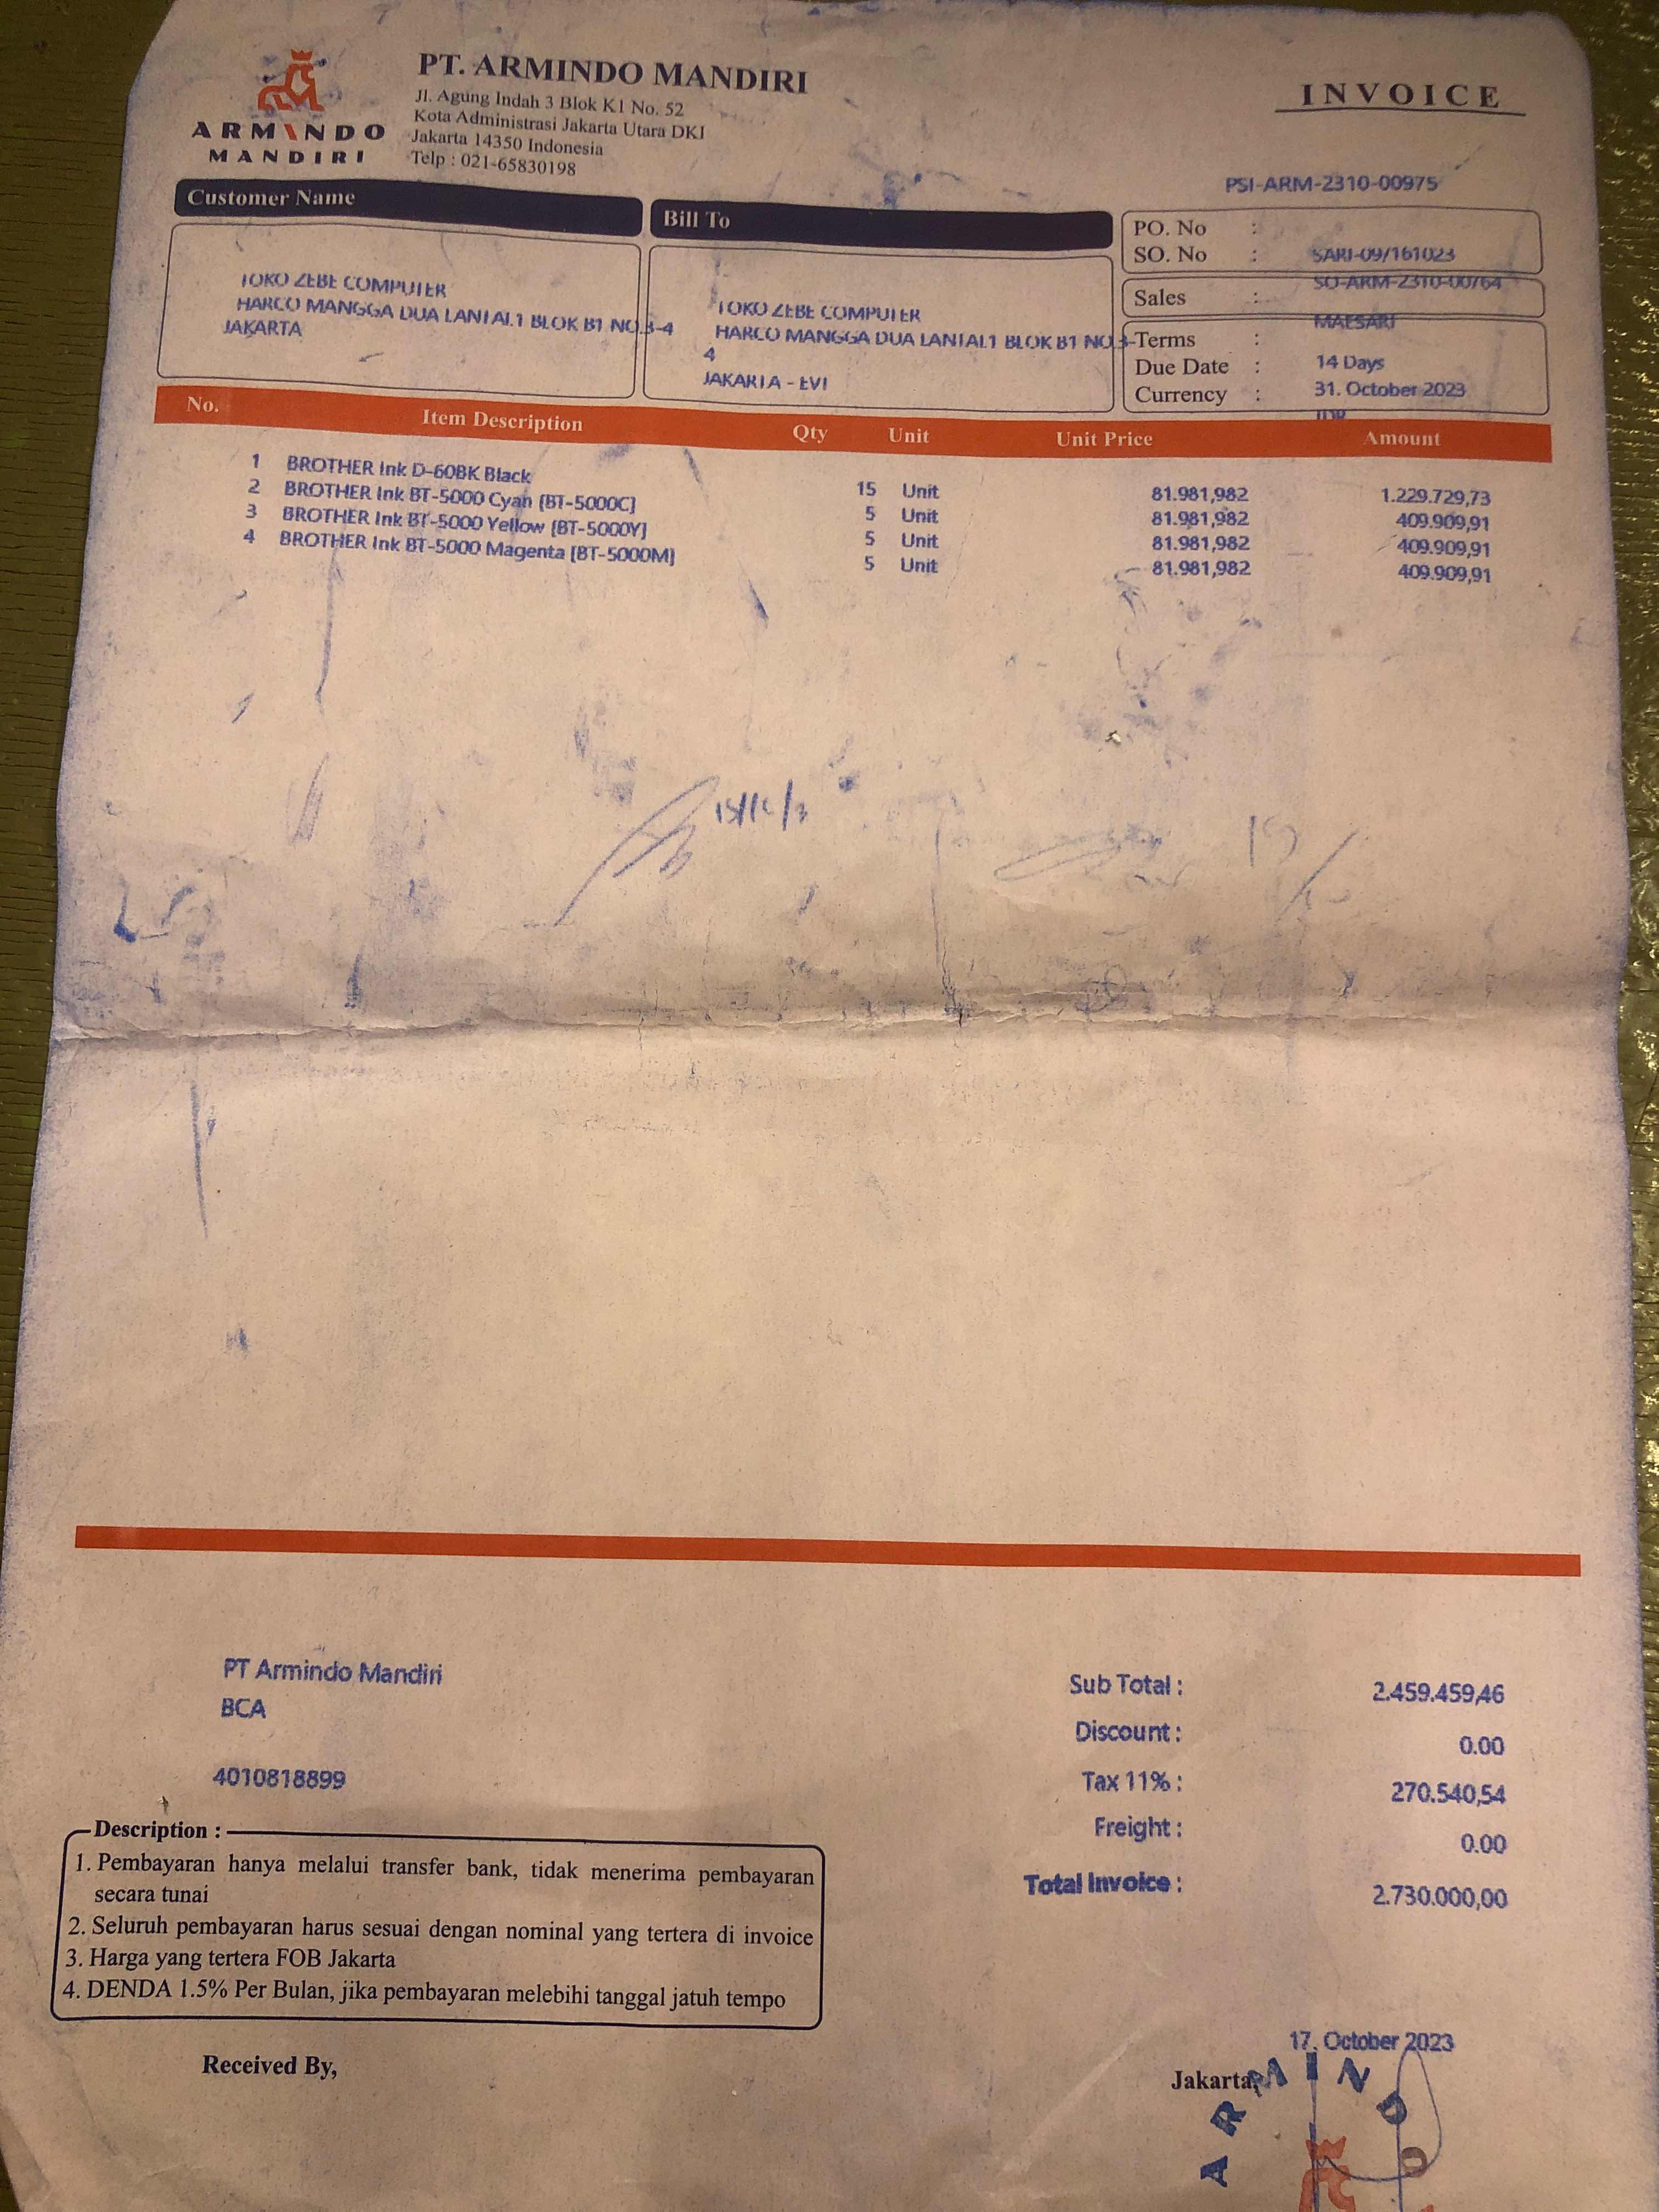 ARMINDO
MANDIRI
PT. ARMINDO MANDIRI
Jl. Agung Indah 3 Blok K1 No. 52
Kota Administrasi Jakarta Utara DKI
Jakarta 14350 Indonesia
Telp : 021-65830198
INVOICE
PSI-ARM-2310-00975
Customer Name
TOKO ZEBE COMPUTER
HARCO MANGGA DUA LANTAI.1 BLOK B1 NO.3-4
JAKARTA
Bill To
TOKO ZEBE COMPUTER
HARCO MANGGA DUA LANTAI.1 BLOK B1 NO.3-
4
JAKARTA - EVI
PO. No :
SO. No : SARI-09/161023
SO-ARM-2310-00764
Sales :
MAESARI
Terms :
Due Date : 14 Days
Currency : 31. October 2023
IDR
No. Item Description Qty Unit Unit Price Amount
1 BROTHER Ink D-60BK Black 15 Unit 81.981,982 1.229.729,73
2 BROTHER Ink BT-5000 Cyan [BT-5000C] 5 Unit 81.981,982 409.909,91
3 BROTHER Ink BT-5000 Yellow [BT-5000Y] 5 Unit 81.981,982 409.909,91
4 BROTHER Ink BT-5000 Magenta [BT-5000M] 5 Unit 81.981,982 409.909,91
PT Armindo Mandiri
BCA
4010818899
Sub Total : 2.459.459,46
Discount : 0.00
Tax 11% : 270.540,54
Freight : 0.00
Total Invoice : 2.730.000,00
Description :
1. Pembayaran hanya melalui transfer bank, tidak menerima pembayaran
secara tunai
2. Seluruh pembayaran harus sesuai dengan nominal yang tertera di invoice
3. Harga yang tertera FOB Jakarta
4. DENDA 1.5% Per Bulan, jika pembayaran melebihi tanggal jatuh tempo
Received By,
17. October 2023
Jakarta,
ARMINDO